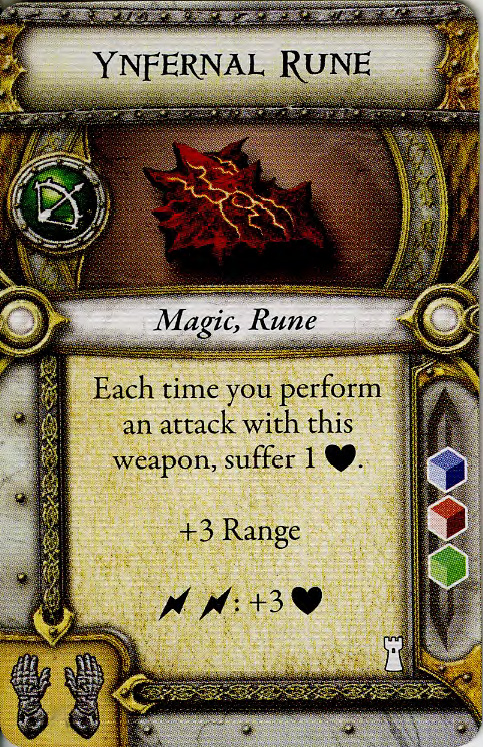 Ynfernal Rune
Magic, Rune
Each time you perform
an attack with this
weapon, suffer 1 ♥.
+3 Range
: +3 ♥